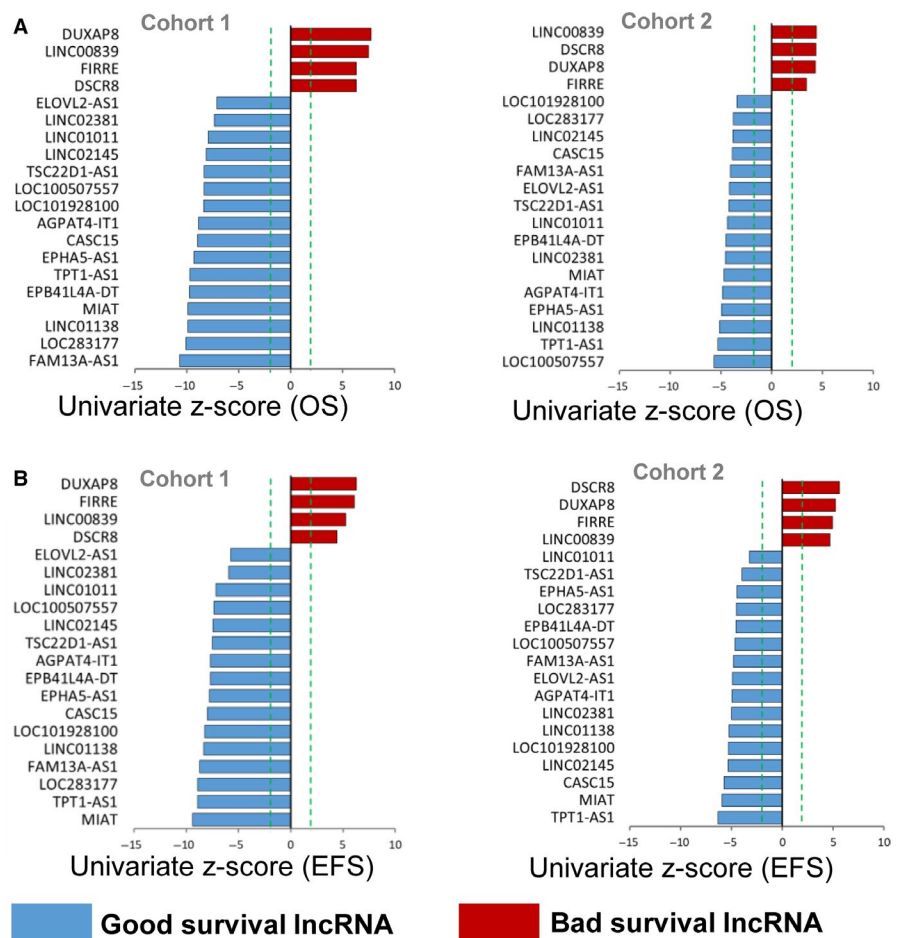 A
Cohort 1
DUXAP8
LINC00839
FIRRE
DSCR8
ELOVL2-AS1
LINC02381
LINC01011
LINC02145
TSC22D1-AS1
LOC100507557
LOC101928100
AGPAT4-IT1
CASC15
EPHA5-AS1
TPT1-AS1
EPB41L4A-DT
MIAT
LINC01138
LOC283177
FAM13A-AS1
−15 −10 −5 0 5 10
Univariate z-score (OS)
Cohort 2
LINC00839
DSCR8
DUXAP8
FIRRE
LOC101928100
LOC283177
LINC02145
CASC15
FAM13A-AS1
ELOVL2-AS1
TSC22D1-AS1
LINC01011
EPB41L4A-DT
LINC02381
MIAT
AGPAT4-IT1
EPHA5-AS1
LINC01138
TPT1-AS1
LOC100507557
−15 −10 −5 0 5 10
Univariate z-score (OS)
B
Cohort 1
DUXAP8
FIRRE
LINC00839
DSCR8
ELOVL2-AS1
LINC02381
LINC01011
LOC100507557
LINC02145
TSC22D1-AS1
AGPAT4-IT1
EPB41L4A-DT
EPHA5-AS1
CASC15
LOC101928100
LINC01138
FAM13A-AS1
LOC283177
TPT1-AS1
MIAT
−15 −10 −5 0 5 10
Univariate z-score (EFS)
Cohort 2
DSCR8
DUXAP8
FIRRE
LINC00839
LINC01011
TSC22D1-AS1
EPHA5-AS1
LOC283177
EPB41L4A-DT
LOC100507557
FAM13A-AS1
ELOVL2-AS1
AGPAT4-IT1
LINC02381
LINC01138
LOC101928100
LINC02145
CASC15
MIAT
TPT1-AS1
−15 −10 −5 0 5 10
Univariate z-score (EFS)
Good survival lncRNA
Bad survival lncRNA